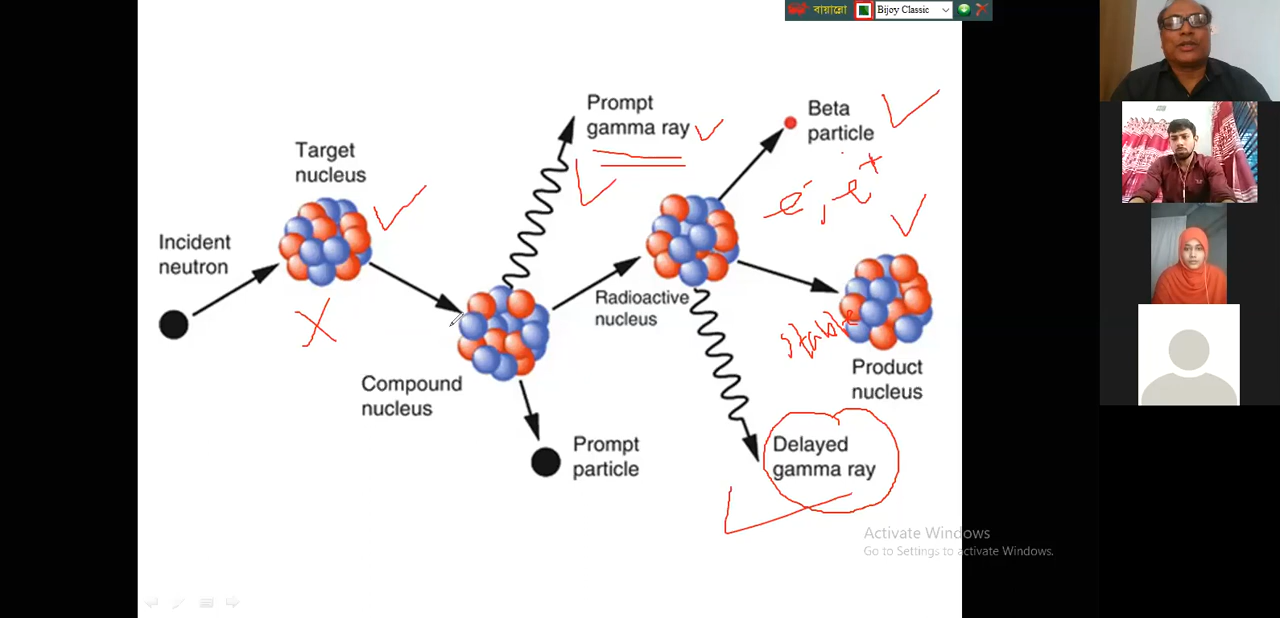 বায়ান্নো
Bijoy Classic
Prompt
gamma ray
Beta
particle
Target
nucleus
e⁻, e⁺
Incident
neutron
X
Radioactive
nucleus
stable
Compound
nucleus
Product
nucleus
Prompt
particle
Delayed
gamma ray
Activate Windows
Go to Settings to activate Windows.